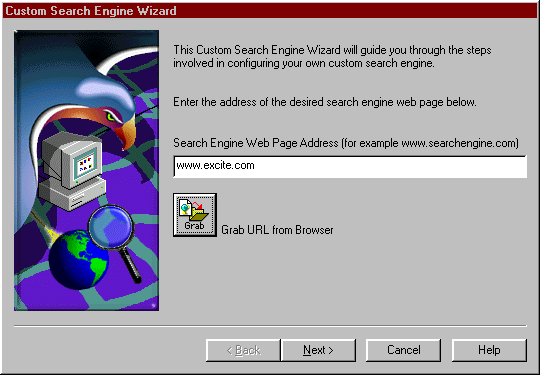 Custom Search Engine Wizard
This Custom Search Engine Wizard will guide you through the steps
involved in configuring your own custom search engine.
Enter the address of the desired search engine web page below.
Search Engine Web Page Address (for example www.searchengine.com)
www.excite.com
Grab
Grab URL from Browser
< Back
Next >
Cancel
Help